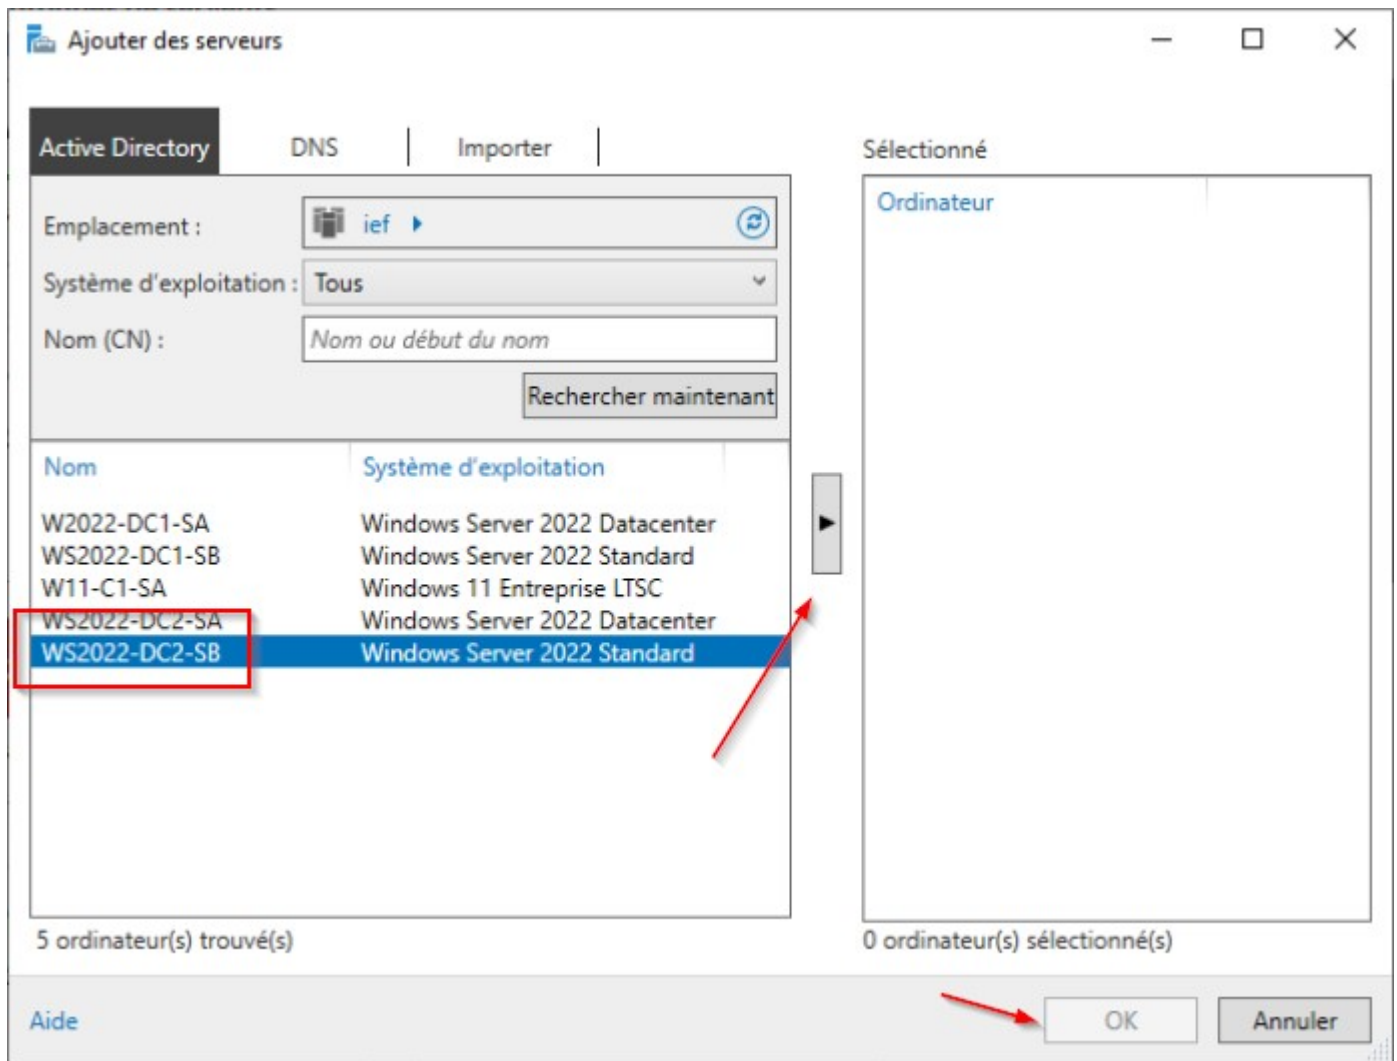 Ajouter des serveurs
Active Directory
DNS
Importer
Sélectionné
Emplacement :
ief
Ordinateur
Système d'exploitation :
Tous
Nom (CN) :
Nom ou début du nom
Rechercher maintenant
Nom
Système d'exploitation
W2022-DC1-SA
Windows Server 2022 Datacenter
WS2022-DC1-SB
Windows Server 2022 Standard
W11-C1-SA
Windows 11 Entreprise LTSC
WS2022-DC2-SA
Windows Server 2022 Datacenter
WS2022-DC2-SB
Windows Server 2022 Standard
5 ordinateur(s) trouvé(s)
0 ordinateur(s) sélectionné(s)
Aide
OK
Annuler